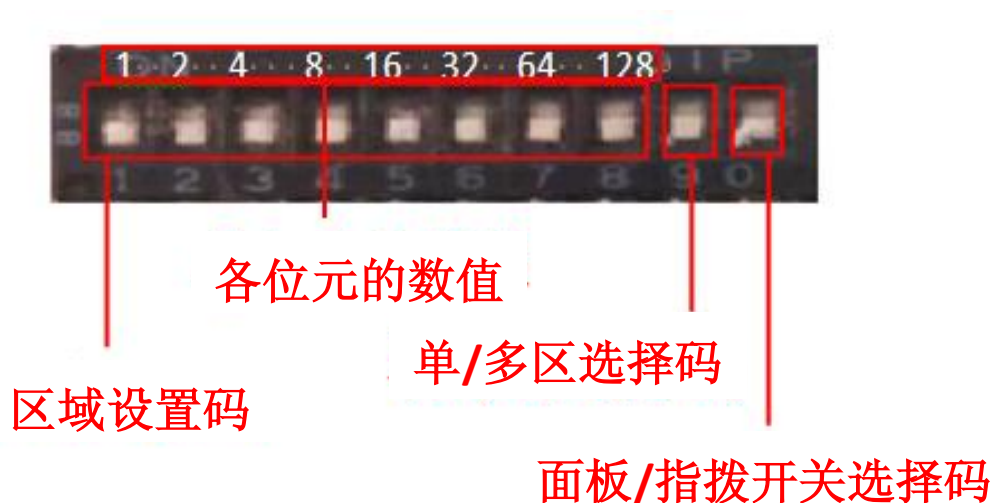 1 · 2 · 4 · 8 · 16 · 32 · 64 · 128 I P
1 2 3 4 5 6 7 8 9 0
各位元的数值
单/多区选择码
区域设置码
面板/指拨开关选择码